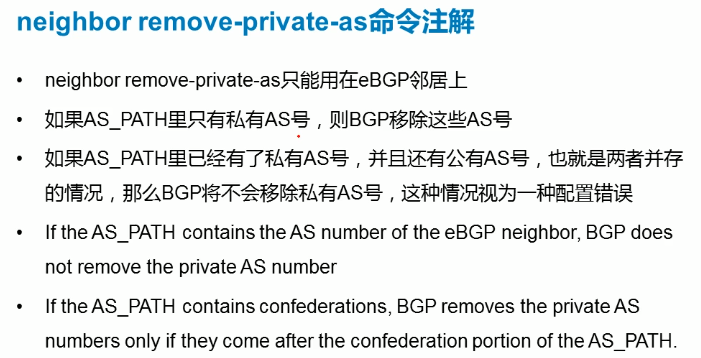 neighbor remove-private-as命令注解
• neighbor remove-private-as只能用在eBGP邻居上
• 如果AS_PATH里只有私有AS号，则BGP移除这些AS号
• 如果AS_PATH里已经有了私有AS号，并且还有公有AS号，也就是两者并存
的情况，那么BGP将不会移除私有AS号，这种情况视为一种配置错误
• If the AS_PATH contains the AS number of the eBGP neighbor, BGP does
not remove the private AS number
• If the AS_PATH contains confederations, BGP removes the private AS
numbers only if they come after the confederation portion of the AS_PATH.